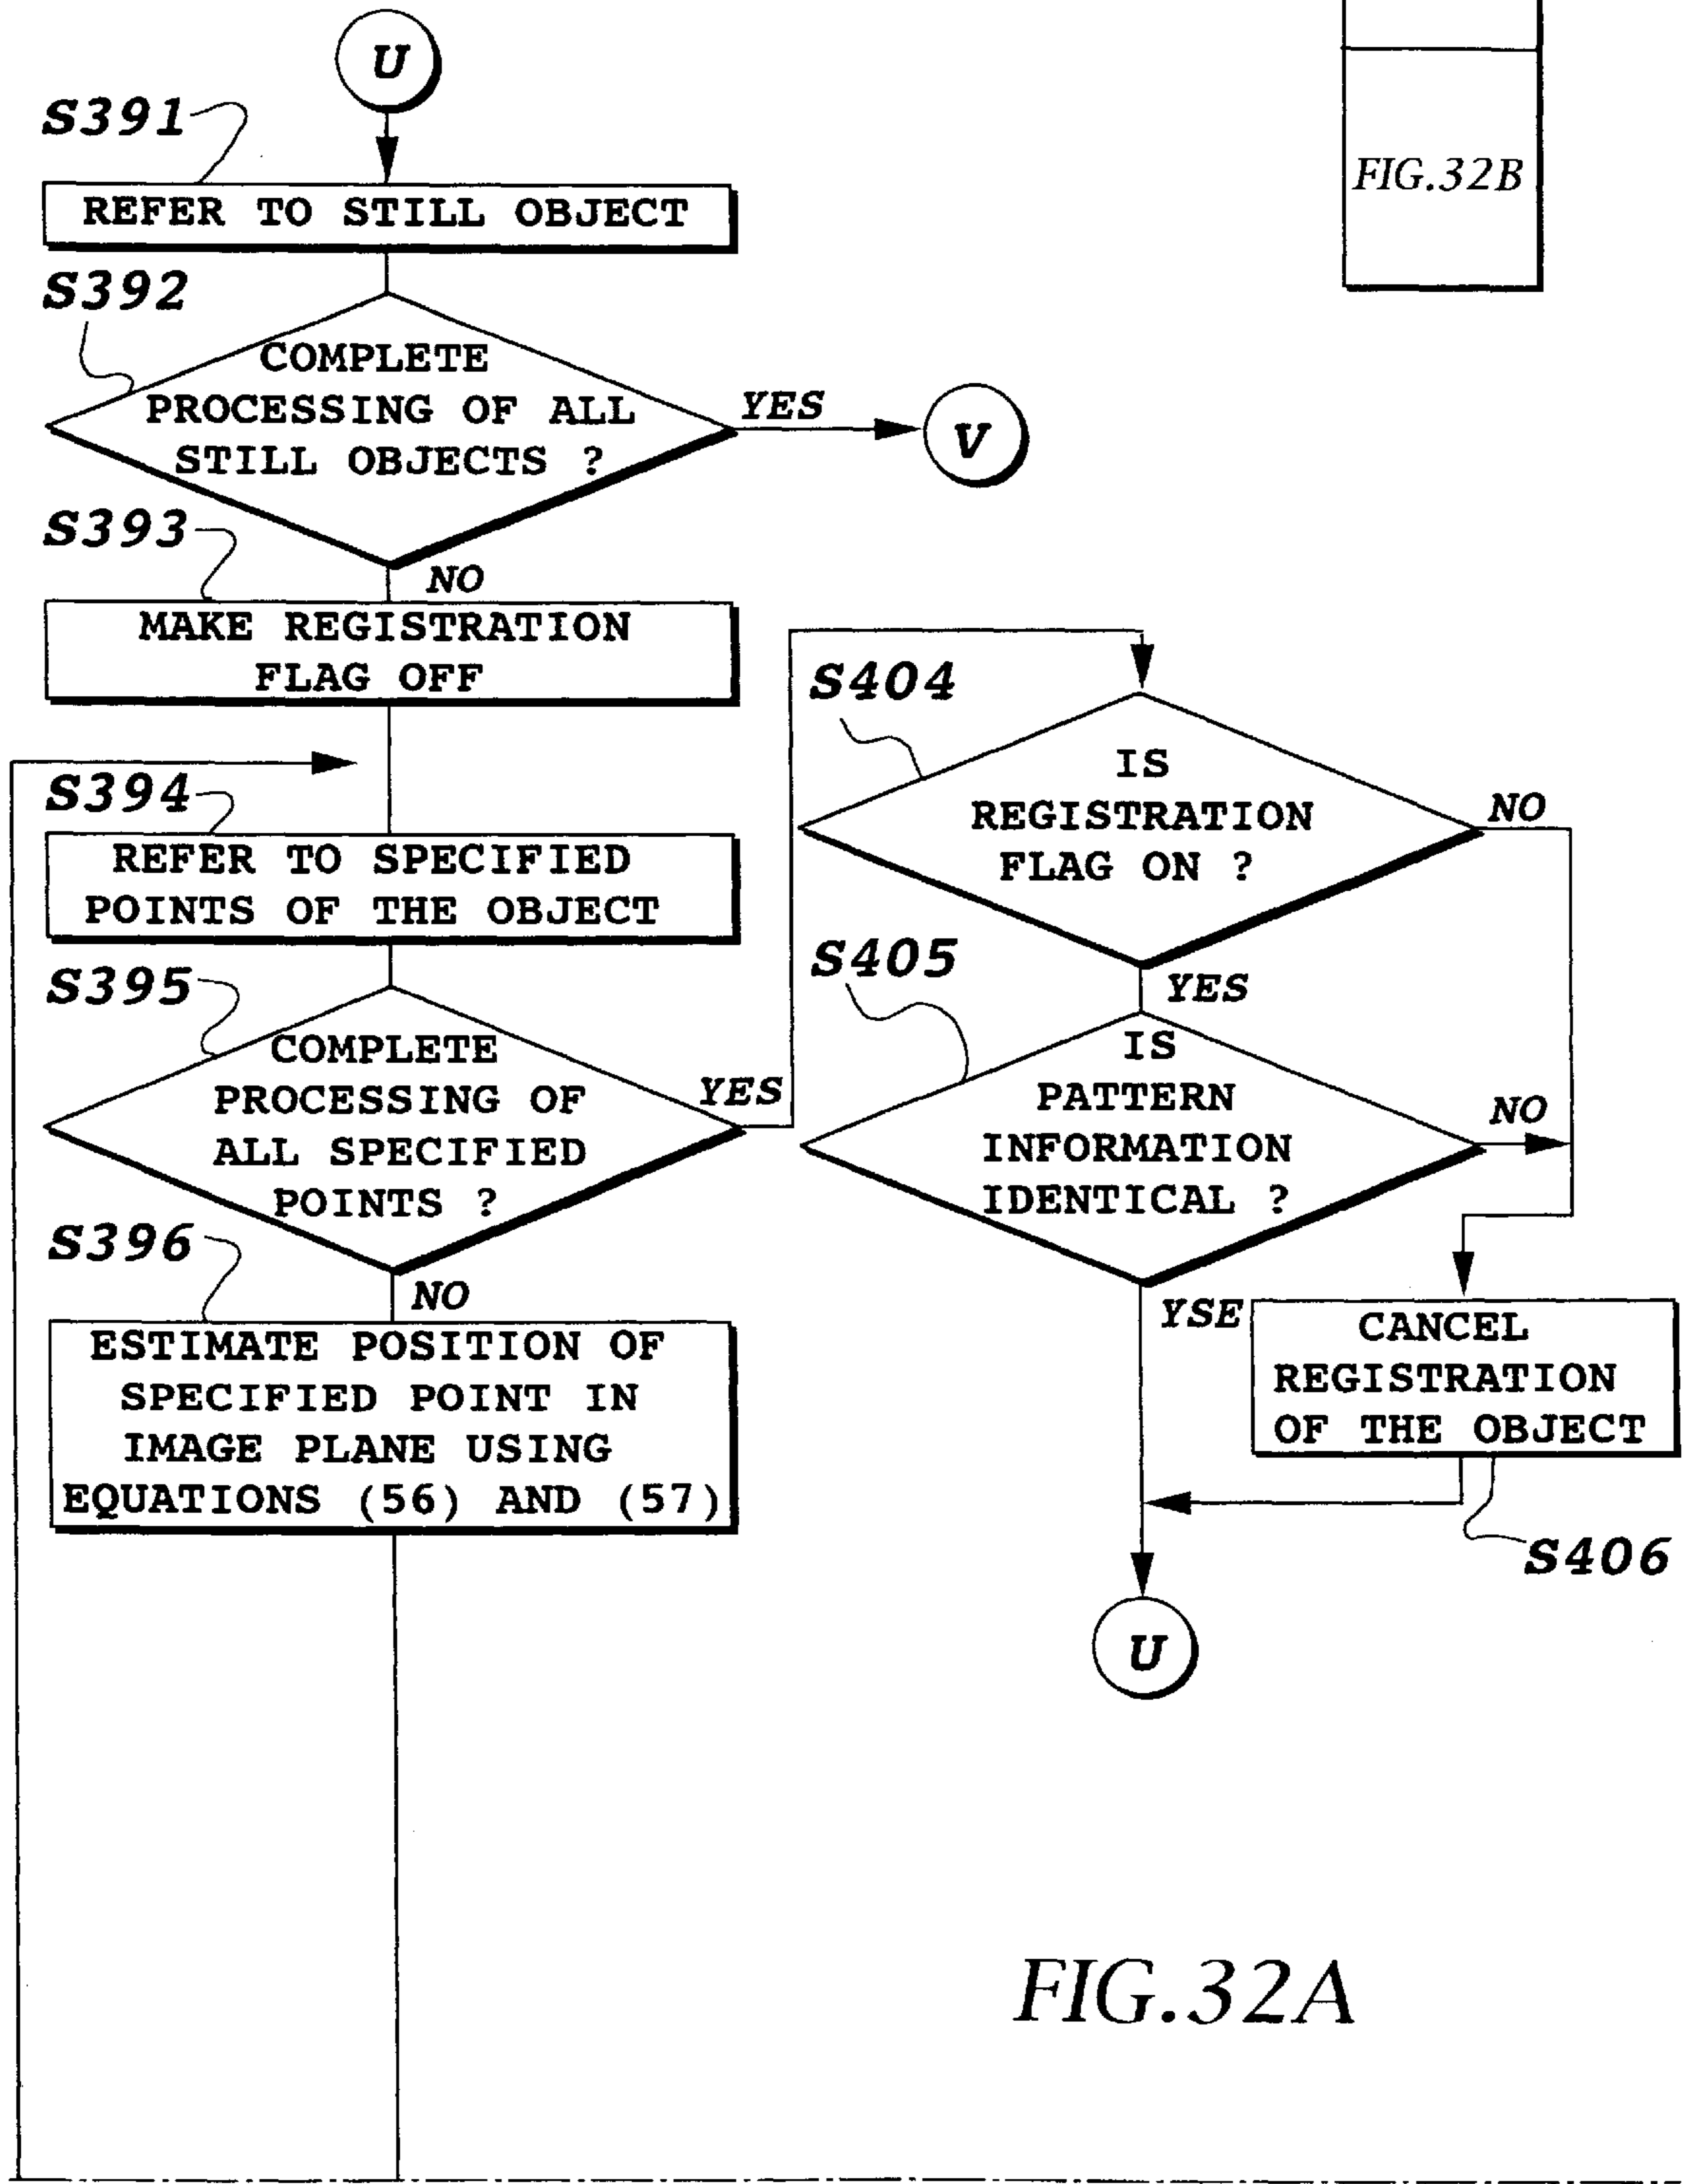 U
FIG.32B
S391
REFER TO STILL OBJECT
S392
COMPLETE
PROCESSING OF ALL
STILL OBJECTS ?
YES
V
S393
NO
MAKE REGISTRATION
FLAG OFF
S394
REFER TO SPECIFIED
POINTS OF THE OBJECT
S395
COMPLETE
PROCESSING OF
ALL SPECIFIED
POINTS ?
YES
S396
NO
ESTIMATE POSITION OF
SPECIFIED POINT IN
IMAGE PLANE USING
EQUATIONS (56) AND (57)
S404
IS
REGISTRATION
FLAG ON ?
NO
YES
S405
IS
PATTERN
INFORMATION
IDENTICAL ?
NO
YSE
CANCEL
REGISTRATION
OF THE OBJECT
S406
U
FIG.32A